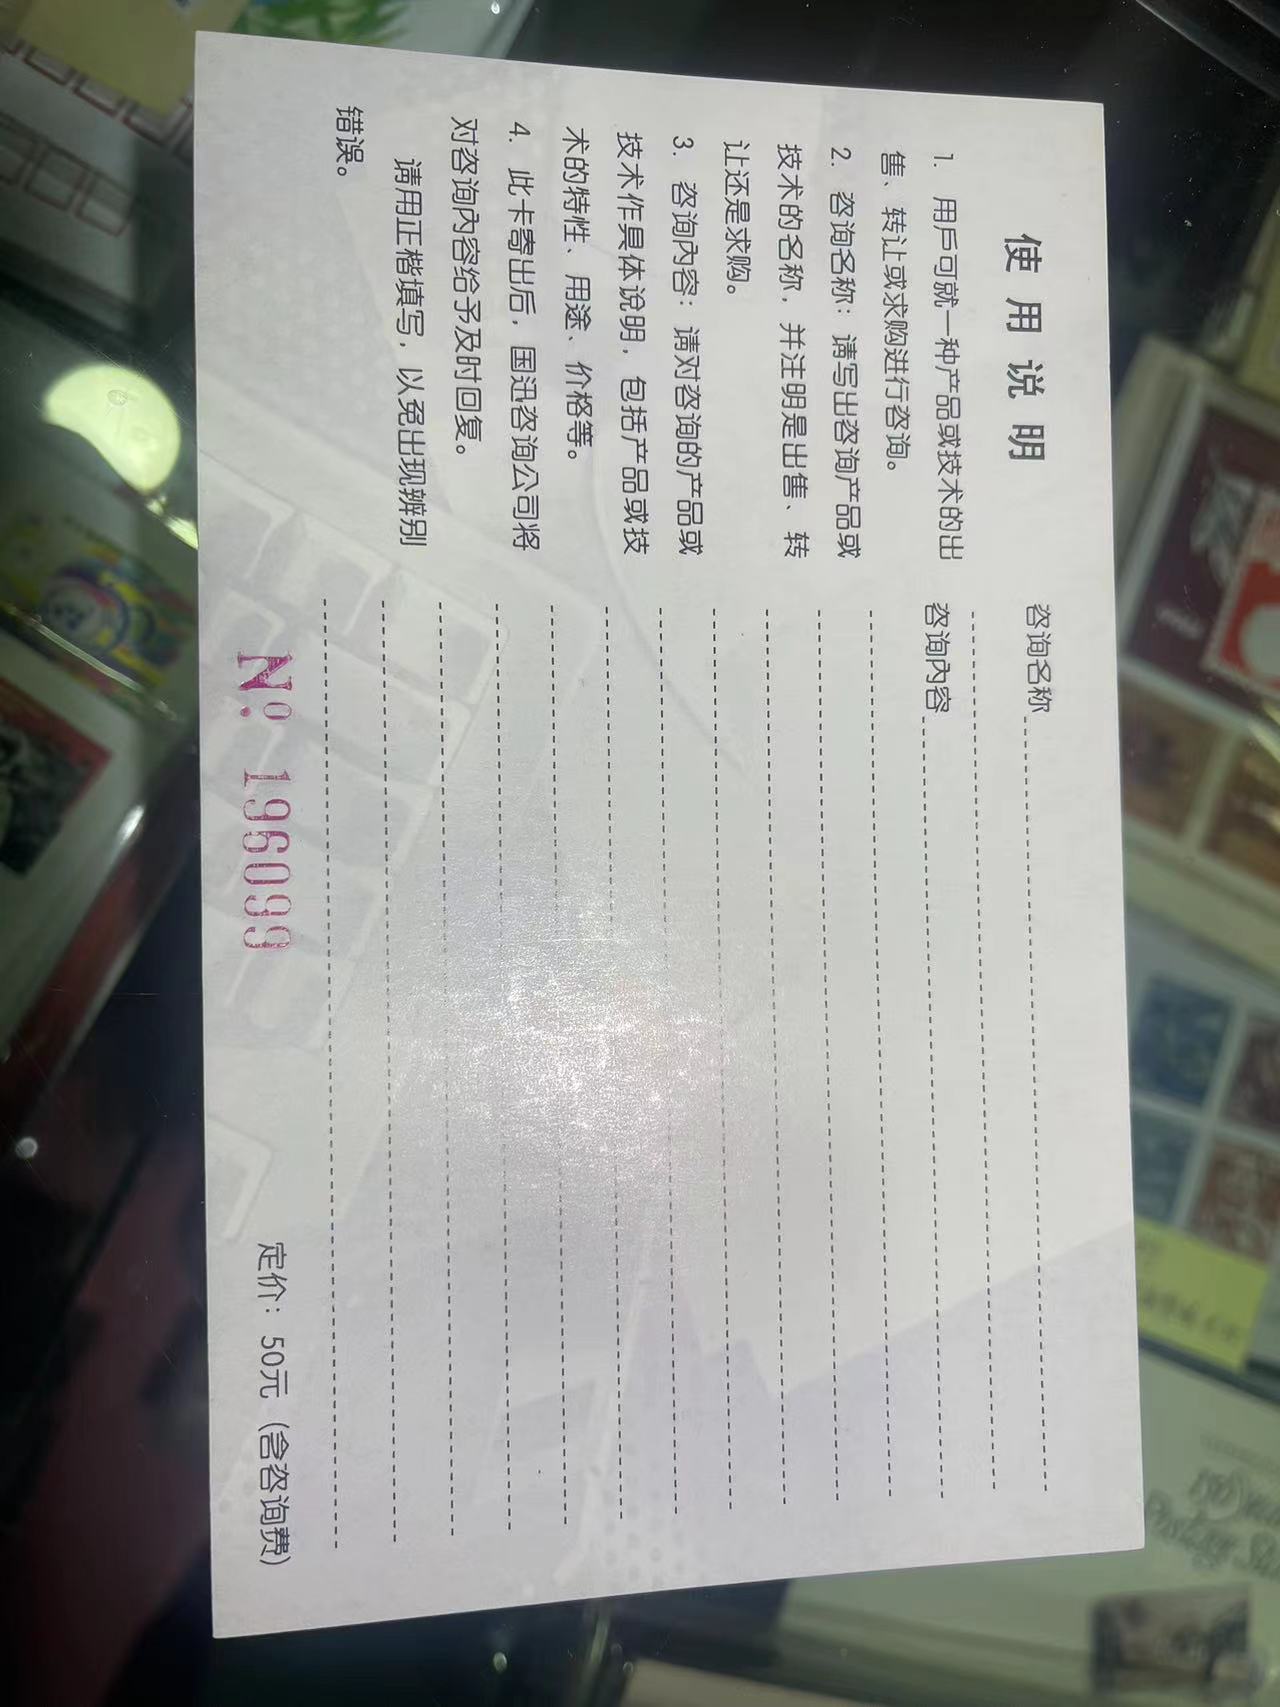 使用说明
1. 用戶可就一种产品或技术的出
售、转让或求购进行咨询。
2. 咨询名称：请写出咨询产品或
技术的名称，并注明是出售、转
让还是求购。
3. 咨询內容：请对咨询的产品或
技术作具体说明，包括产品或技
术的特性、用途、价格等。
4. 此卡寄出后，国迅咨询公司将
对咨询內容给予及时回复。
请用正楷填写，以免出现辨别
错误。
咨询名称
咨询內容
№: 196099
定价：50元（含咨询费）